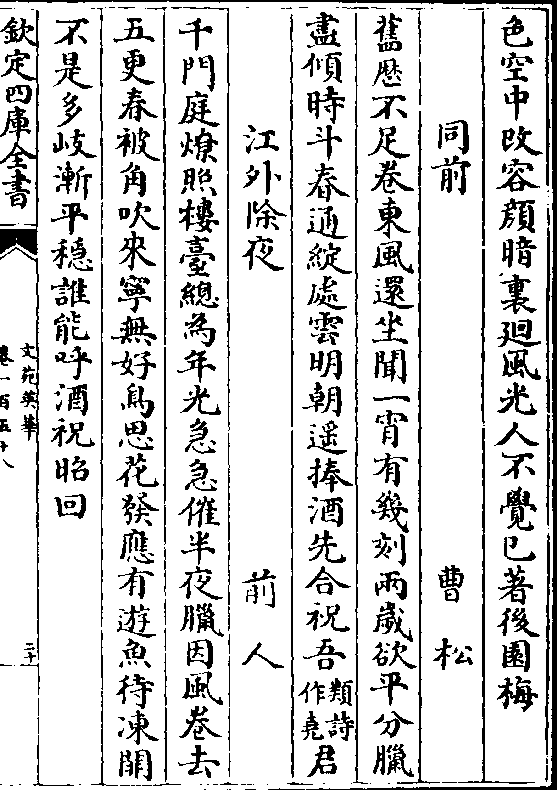 色空中改容顔暗裏廻風光人不覺已著後園梅
同前 曹松
舊歷不足卷東風還坐聞一宵有幾刻兩歲欲平分臘
盡傾時斗春通綻處雲明朝遥捧酒先合祝吾類詩作堯君
江外除夜 前人
千門庭燎照樓臺總為年光急急催半夜臘因風卷去
五更春被角吹來寧無好鳥思花發應有遊魚待凍開
不是多岐漸平穩誰能呼酒祝昭回
欽定四庫全書
文苑英華
卷一百五十八
二十